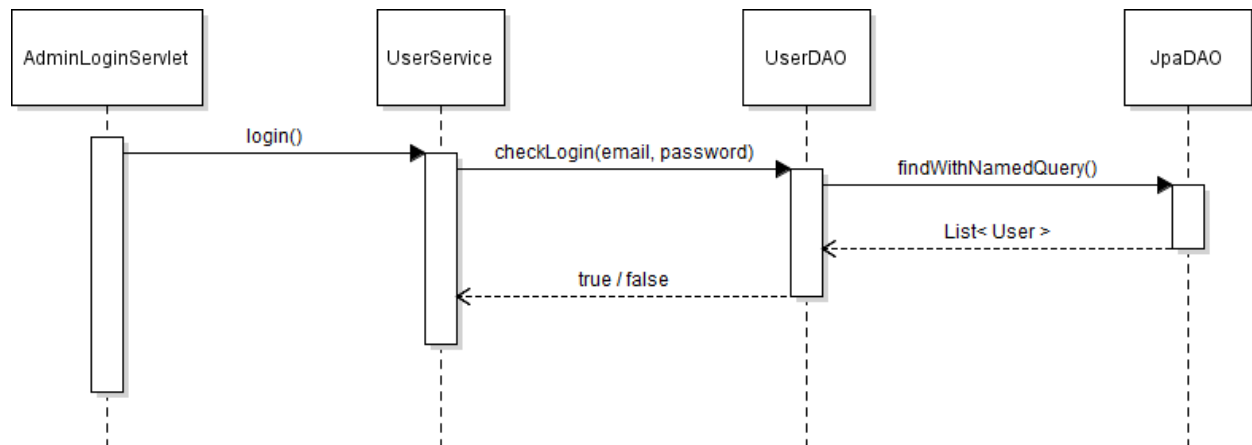 AdminLoginServlet
UserService
UserDAO
JpaDAO
login()
checkLogin(email, password)
findWithNamedQuery()
List< User >
true / false